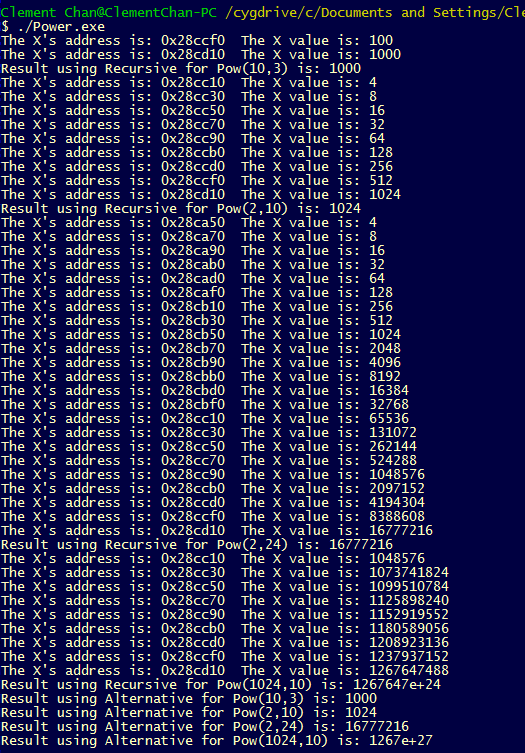 Clement Chan@ClementChan-PC /cygdrive/c/Documents and Settings/Cle
$ ./Power.exe
The X's address is: 0x28ccf0  The X value is: 100
The X's address is: 0x28cd10  The X value is: 1000
Result using Recursive for Pow(10,3) is: 1000
The X's address is: 0x28cc10  The X value is: 4
The X's address is: 0x28cc30  The X value is: 8
The X's address is: 0x28cc50  The X value is: 16
The X's address is: 0x28cc70  The X value is: 32
The X's address is: 0x28cc90  The X value is: 64
The X's address is: 0x28ccb0  The X value is: 128
The X's address is: 0x28ccd0  The X value is: 256
The X's address is: 0x28ccf0  The X value is: 512
The X's address is: 0x28cd10  The X value is: 1024
Result using Recursive for Pow(2,10) is: 1024
The X's address is: 0x28ca50  The X value is: 4
The X's address is: 0x28ca70  The X value is: 8
The X's address is: 0x28ca90  The X value is: 16
The X's address is: 0x28cab0  The X value is: 32
The X's address is: 0x28cad0  The X value is: 64
The X's address is: 0x28caf0  The X value is: 128
The X's address is: 0x28cb10  The X value is: 256
The X's address is: 0x28cb30  The X value is: 512
The X's address is: 0x28cb50  The X value is: 1024
The X's address is: 0x28cb70  The X value is: 2048
The X's address is: 0x28cb90  The X value is: 4096
The X's address is: 0x28cbb0  The X value is: 8192
The X's address is: 0x28cbd0  The X value is: 16384
The X's address is: 0x28cbf0  The X value is: 32768
The X's address is: 0x28cc10  The X value is: 65536
The X's address is: 0x28cc30  The X value is: 131072
The X's address is: 0x28cc50  The X value is: 262144
The X's address is: 0x28cc70  The X value is: 524288
The X's address is: 0x28cc90  The X value is: 1048576
The X's address is: 0x28ccb0  The X value is: 2097152
The X's address is: 0x28ccd0  The X value is: 4194304
The X's address is: 0x28ccf0  The X value is: 8388608
The X's address is: 0x28cd10  The X value is: 16777216
Result using Recursive for Pow(2,24) is: 16777216
The X's address is: 0x28cc10  The X value is: 1048576
The X's address is: 0x28cc30  The X value is: 1073741824
The X's address is: 0x28cc50  The X value is: 1099510784
The X's address is: 0x28cc70  The X value is: 1125898240
The X's address is: 0x28cc90  The X value is: 1152919552
The X's address is: 0x28ccb0  The X value is: 1180589056
The X's address is: 0x28ccd0  The X value is: 1208923136
The X's address is: 0x28ccf0  The X value is: 1237937152
The X's address is: 0x28cd10  The X value is: 1267647488
Result using Recursive for Pow(1024,10) is: 1267647e+24
Result using Alternative for Pow(10,3) is: 1000
Result using Alternative for Pow(2,10) is: 1024
Result using Alternative for Pow(2,24) is: 16777216
Result using Alternative for Pow(1024,10) is: 1267e+27